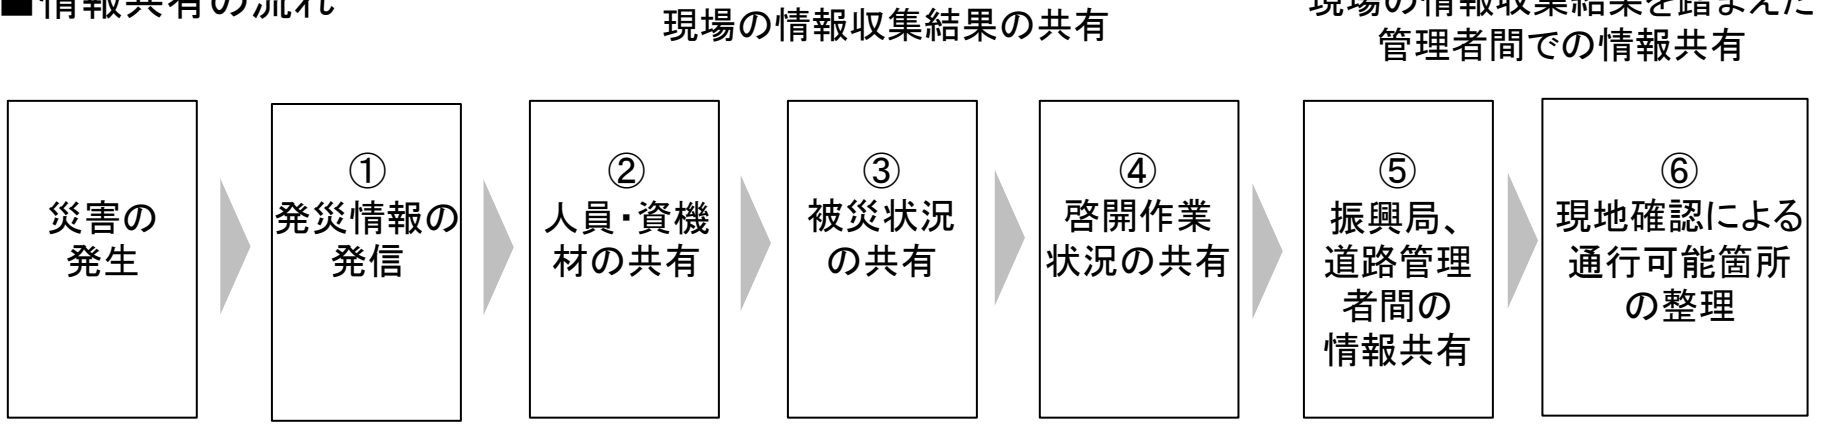 ■情報共有の流れ
現場の情報収集結果の共有
現場の情報収集結果を踏まえた
管理者間での情報共有
災害の
発生
①
発災情報の
発信
②
人員・資機
材の共有
③
被災状況
の共有
④
啓開作業
状況の共有
⑤
振興局、
道路管理
者間の
情報共有
⑥
現地確認による
通行可能箇所
の整理